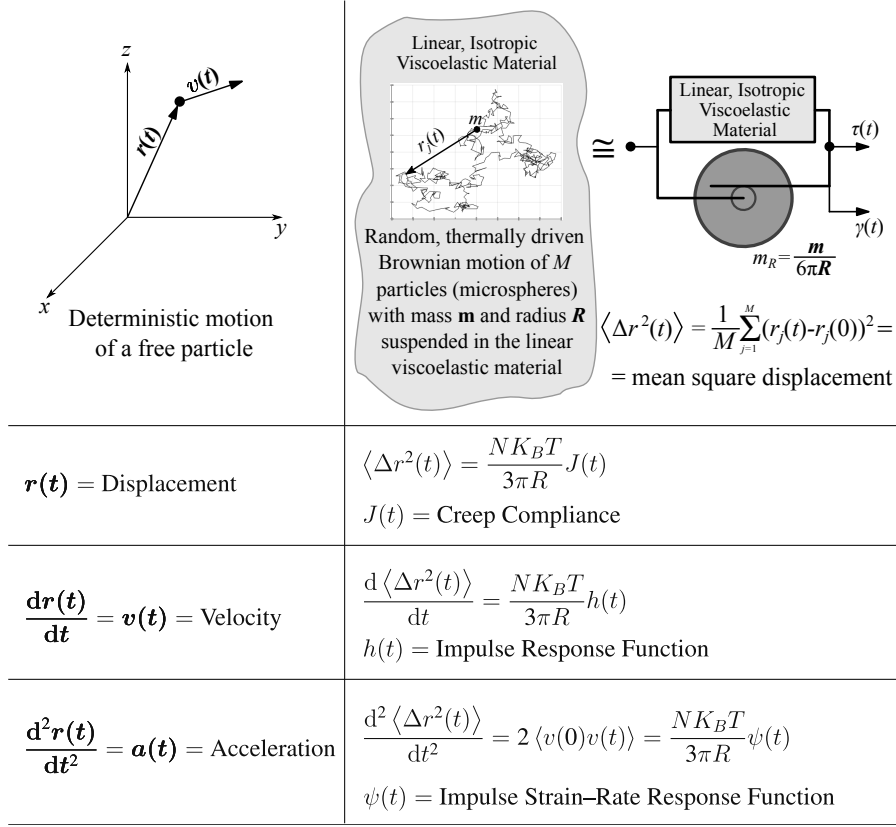 z
v(t)
r(t)
y
x
Deterministic motion
of a free particle
Linear, Isotropic
Viscoelastic Material
m
r_j(t)
Random, thermally driven
Brownian motion of M
particles (microspheres)
with mass m and radius R
suspended in the linear
viscoelastic material
≅
Linear, Isotropic
Viscoelastic
Material
τ(t)
γ(t)
m_R = m/6πR
⟨Δr²(t)⟩ = 1/M ∑_{j=1}^{M} (r_j(t)-r_j(0))² =
= mean square displacement
r(t) = Displacement
⟨Δr²(t)⟩ = NK_BT/3πR J(t)
J(t) = Creep Compliance
dr(t)/dt = v(t) = Velocity
d⟨Δr²(t)⟩/dt = NK_BT/3πR h(t)
h(t) = Impulse Response Function
d²r(t)/dt² = a(t) = Acceleration
d²⟨Δr²(t)⟩/dt² = 2⟨v(0)v(t)⟩ = NK_BT/3πR ψ(t)
ψ(t) = Impulse Strain–Rate Response Function